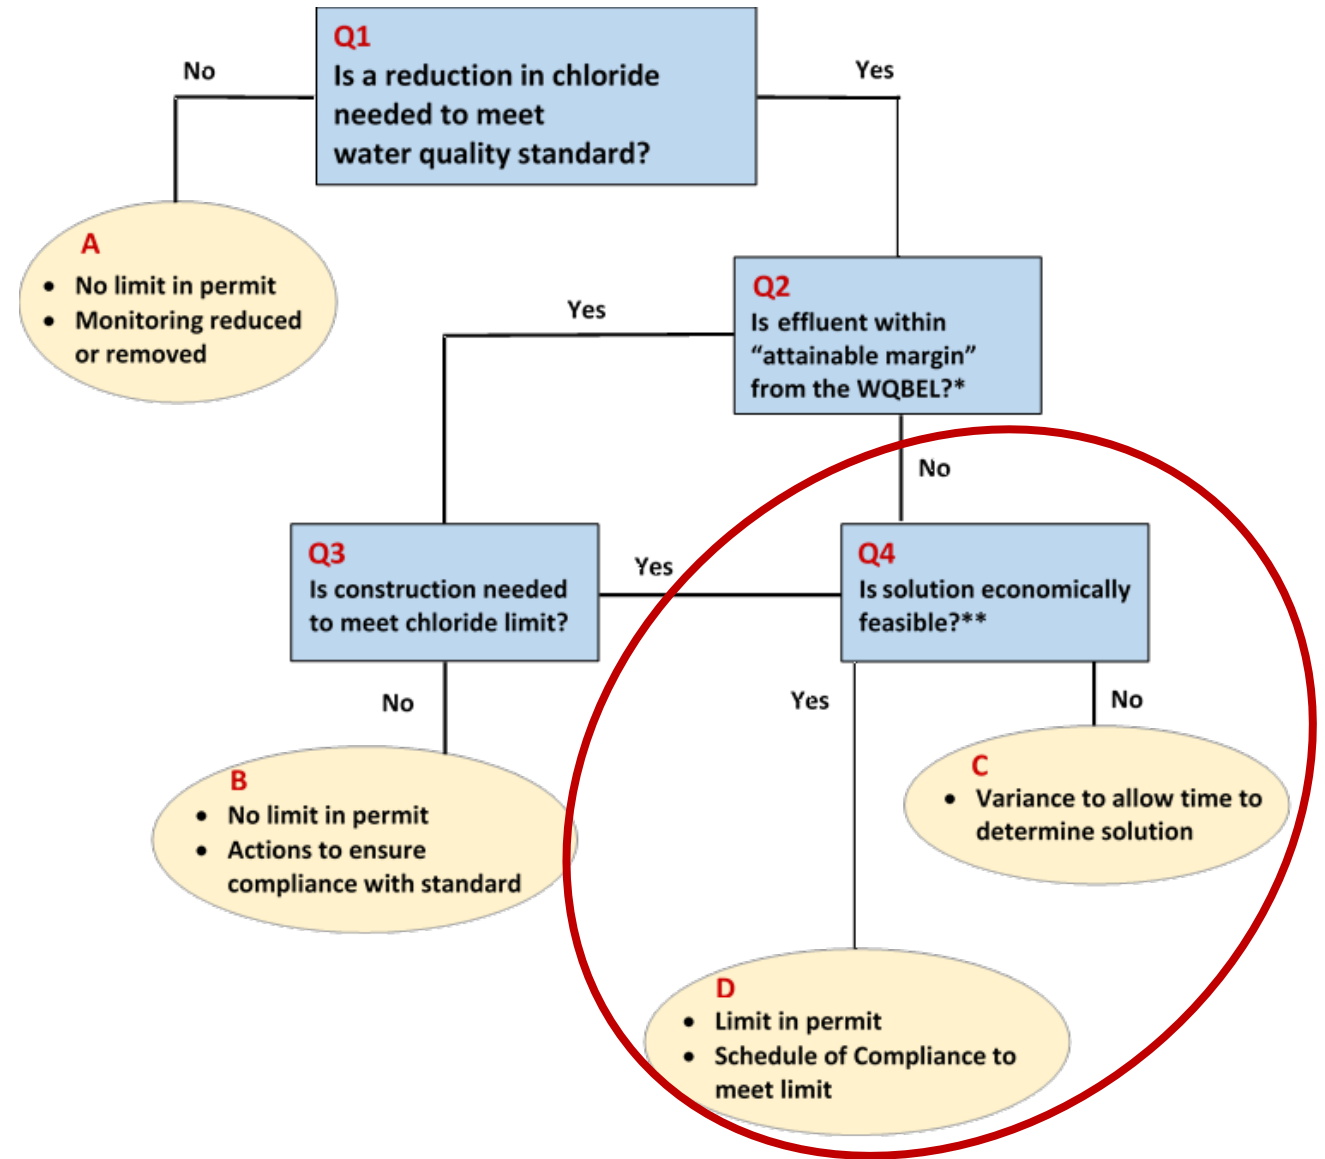 Q1
Is a reduction in chloride
needed to meet
water quality standard?
No
Yes
A
• No limit in permit
• Monitoring reduced
or removed
Q2
Is effluent within
“attainable margin”
from the WQBEL?*
Yes
No
Q3
Is construction needed
to meet chloride limit?
Yes
Q4
Is solution economically
feasible?**
No
Yes
No
B
• No limit in permit
• Actions to ensure
compliance with standard
C
• Variance to allow time to
determine solution
D
• Limit in permit
• Schedule of Compliance to
meet limit